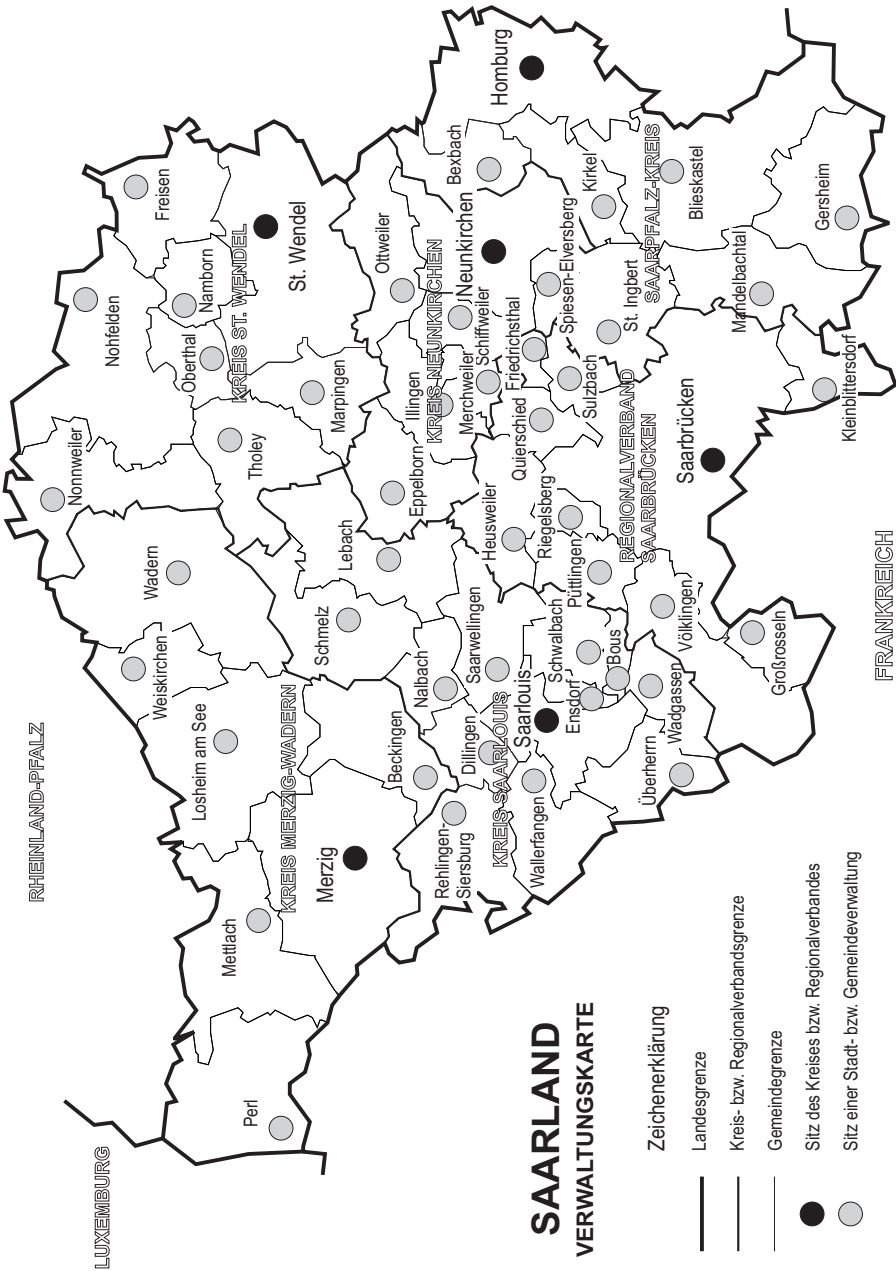 LUXEMBURG
RHEINLAND-PFALZ
FRANKREICH
Perl
Mettlach
Merzig
KREIS MERZIG-WADERN
Losheim am See
Weiskirchen
Wadern
Beckingen
Nonnweiler
Nohfelden
Freisen
Namborn
Oberthal
KREIS ST. WENDEL
St. Wendel
Tholey
Marpingen
Schmelz
Lebach
Nalbach
Saarwellingen
Rehlingen-
Siersburg
Dillingen
KREIS SAARLOUIS
Saarlouis
Wallerfangen
Schwalbach
Ensdorf
Bous
Wadgassen
Überherrn
Eppelborn
Illingen
KREIS NEUNKIRCHEN
Merchweiler
Schiffweiler
Ottweiler
Neunkirchen
Spiesen-Elversberg
Heusweiler
Riegelsberg
Püttlingen
Quierschied
Friedrichsthal
Sulzbach
REGIONALVERBAND
SAARBRÜCKEN
Saarbrücken
Völklingen
Großrosseln
Kleinblittersdorf
Bexbach
Homburg
Kirkel
St. Ingbert
SAARPFALZ-KREIS
Blieskastel
Mandelbachtal
Gersheim
SAARLAND
VERWALTUNGSKARTE
Zeichenerklärung
Landesgrenze
Kreis- bzw. Regionalverbandsgrenze
Gemeindegrenze
Sitz des Kreises bzw. Regionalverbandes
Sitz einer Stadt- bzw. Gemeindeverwaltung